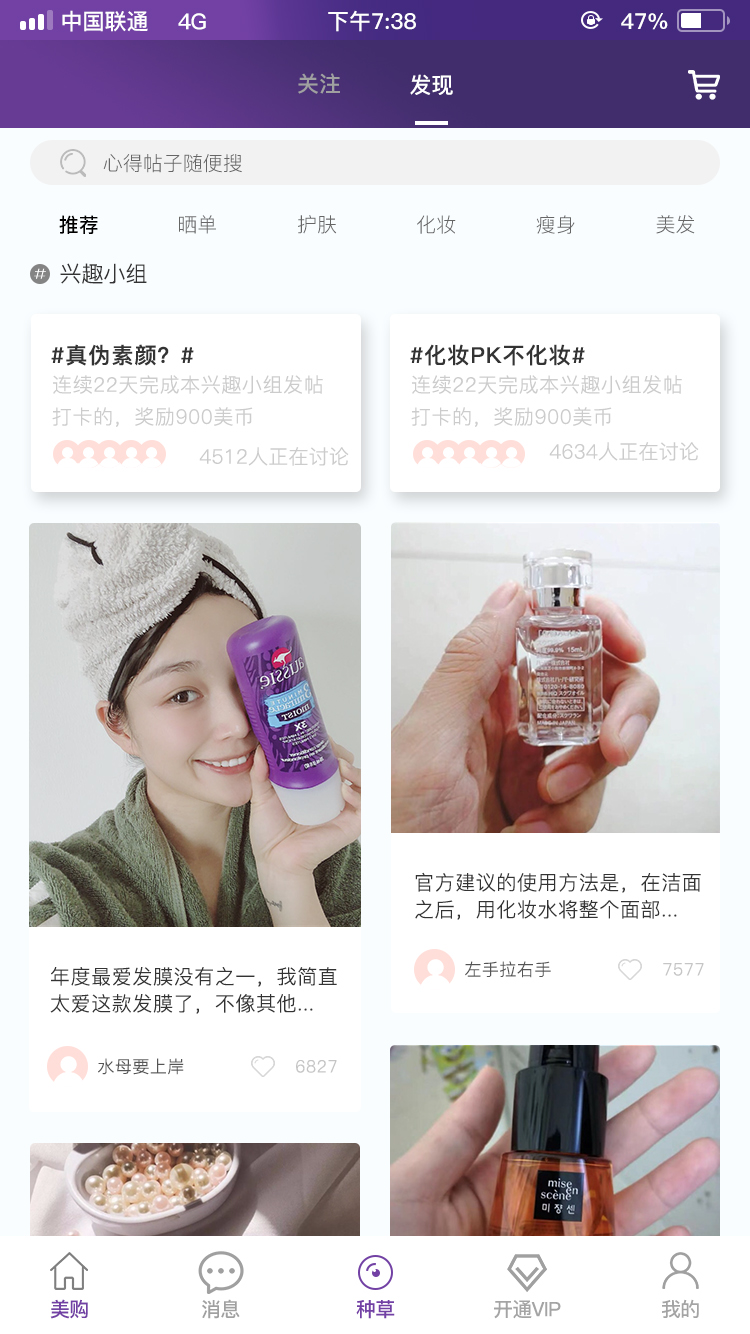 中国联通 4G 下午7:38 47%
关注 发现
心得帖子随便搜
推荐 晒单 护肤 化妆 瘦身 美发
# 兴趣小组
#真伪素颜？#
连续22天完成本兴趣小组发帖
打卡的，奖励900美币
4512人正在讨论
#化妆PK不化妆#
连续22天完成本兴趣小组发帖
打卡的，奖励900美币
4634人正在讨论
aussie
moist
3X
年度最爱发膜没有之一，我简直
太爱这款发膜了，不像其他...
水母要上岸 6827
15mL
MADE IN JAPAN
官方建议的使用方法是，在洁面
之后，用化妆水将整个面部...
左手拉右手 7577
mise
en
scène
미쟝센
美购 消息 种草 开通VIP 我的